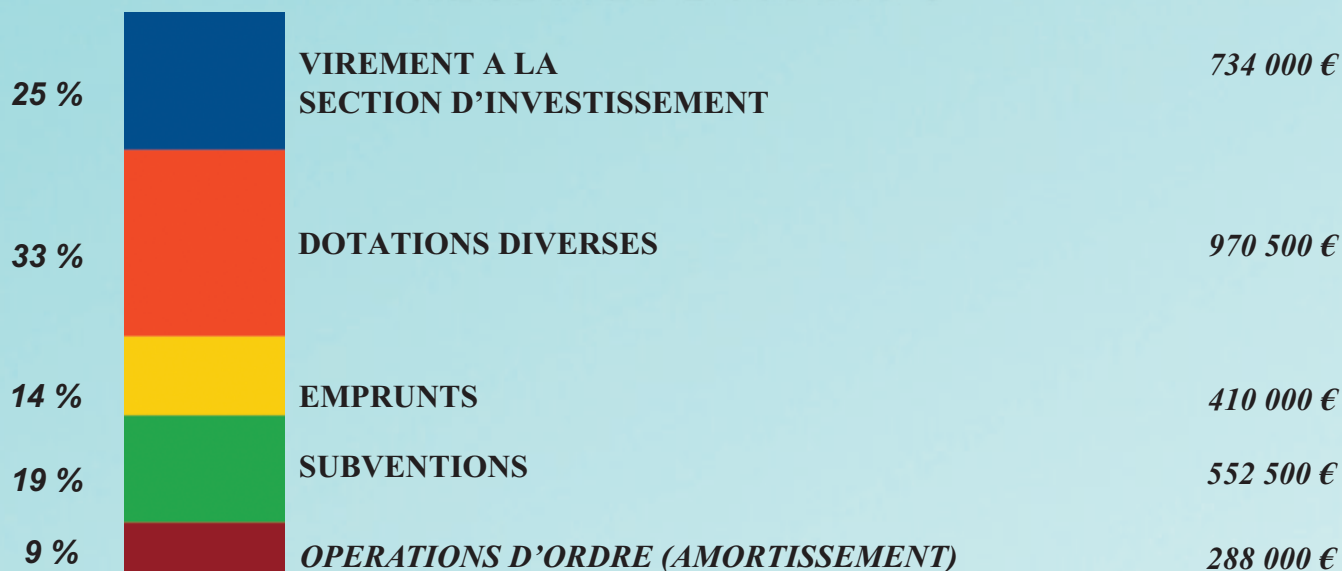 25 % VIREMENT A LA 734 000 €
SECTION D’INVESTISSEMENT
33 % DOTATIONS DIVERSES 970 500 €
14 % EMPRUNTS 410 000 €
19 % SUBVENTIONS 552 500 €
9 % OPERATIONS D’ORDRE (AMORTISSEMENT) 288 000 €